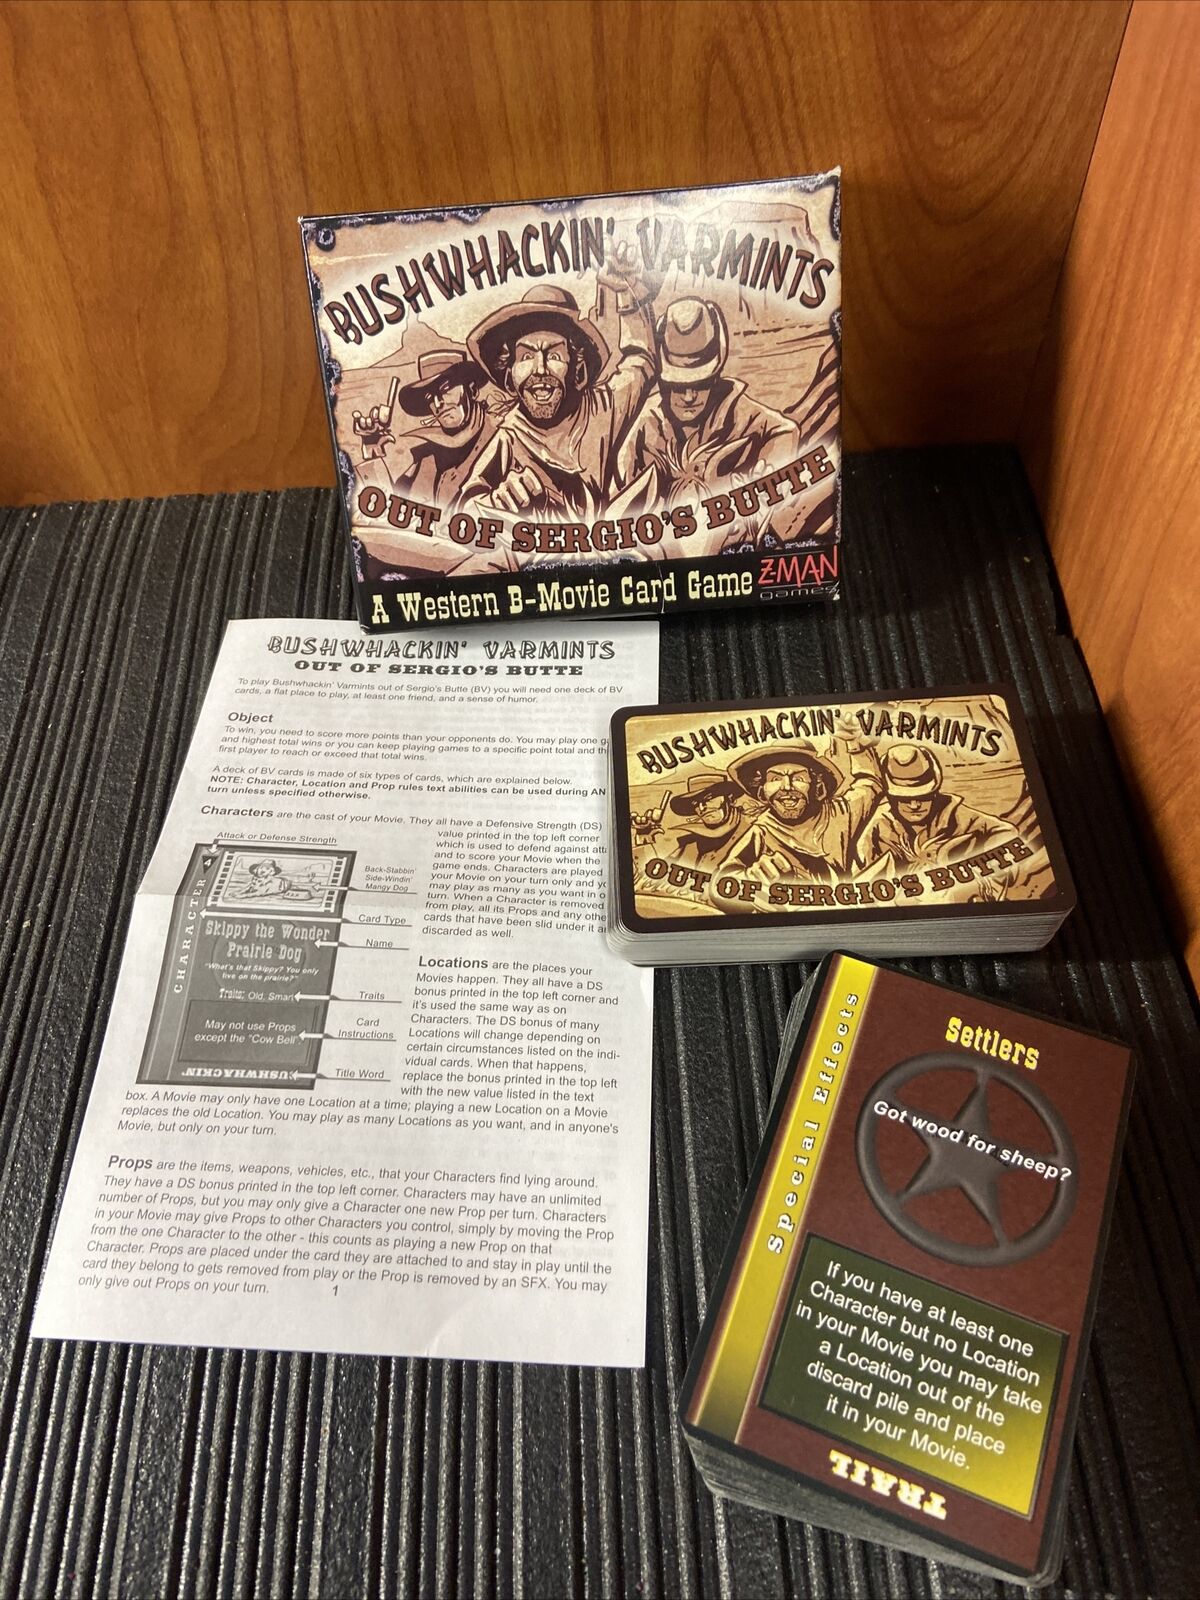 BUSHWHACKIN' VARMINTS
OUT OF SERGIO'S BUTTE
A Western B-Movie Card Game
Z-MAN
games
BUSHWHACKIN' VARMINTS
OUT OF SERGIO'S BUTTE
To play Bushwhackin' Varmints out of Sergio's Butte (BV) you will need one deck of BV
cards, a flat place to play, at least one friend, and a sense of humor.
Object
To win, you need to score more points than your opponents do. You may play one
and highest total wins or you can keep playing games to a specific point total and
first player to reach or exceed that total wins.
A deck of BV cards is made of six types of cards, which are explained below.
NOTE: Character, Location and Prop rules text abilities can be used during
turn unless specified otherwise.
Characters are the cast of your Movie. They all have a Defensive Strength (DS)
value printed in the top left corner
which is used to defend against
and to score your Movie when the
game ends. Characters are played
your Movie on your turn only and
may play as many as you want in
turn. When a Character is removed
from play, all its Props and any
cards that have been slid under it
discarded as well.
Attack or Defense Strength
4
CHARACTER
Skippy the Wonder
Prairie Dog
"What's that Skippy? You only
live on the prairie?"
Traits: Old, Smart
May not use Props
except the "Cow Bell"
BUSHWHACKIN'
Back-Stabbin'
Side-Windin'
Mangy Dog
Card Type
Name
Traits
Card
Instructions
Title Word
Locations are the places your
Movies happen. They all have a DS
bonus printed in the top left corner and
it's used the same way as on
Characters. The DS bonus of many
Locations will change depending on
certain circumstances listed on the indi-
vidual cards. When that happens,
replace the bonus printed in the top left
with the new value listed in the text
box. A Movie may only have one Location at a time; playing a new Location on a Movie
replaces the old Location. You may play as many Locations as you want, and in anyone's
Movie, but only on your turn.
Props are the items, weapons, vehicles, etc., that your Characters find lying around.
They have a DS bonus printed in the top left corner. Characters may have an unlimited
number of Props, but you may only give a Character one new Prop per turn. Characters
in your Movie may give Props to other Characters you control, simply by moving the Prop
from the one Character to the other - this counts as playing a new Prop on that
Character. Props are placed under the card they are attached to and stay in play until the
card they belong to gets removed from play or the Prop is removed by an SFX. You may
only give out Props on your turn.
1
BUSHWHACKIN' VARMINTS
OUT OF SERGIO'S BUTTE
Special Effects
Settlers
Got wood for sheep?
If you have at least one
Character but no Location
in your Movie you may take
a Location out of the
discard pile and place
it in your Movie.
TRAIL